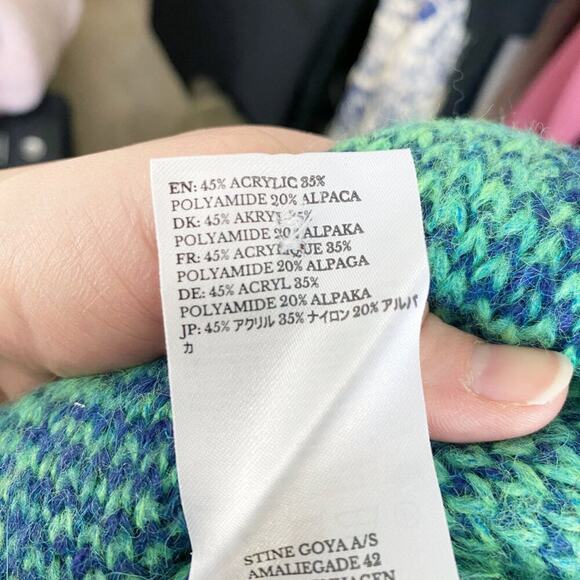 EN: 45% ACRYLIC 35%
POLYAMIDE 20% ALPACA
DK: 45% AKRYL 35%
POLYAMIDE 20% ALPAKA
FR: 45% ACRYLIQUE 35%
POLYAMIDE 20% ALPAGA
DE: 45% ACRYL 35%
POLYAMIDE 20% ALPAKA
JP: 45% アクリル 35% ナイロン 20% アルパ
カ
STINE GOYA A/S
AMALIEGADE 42